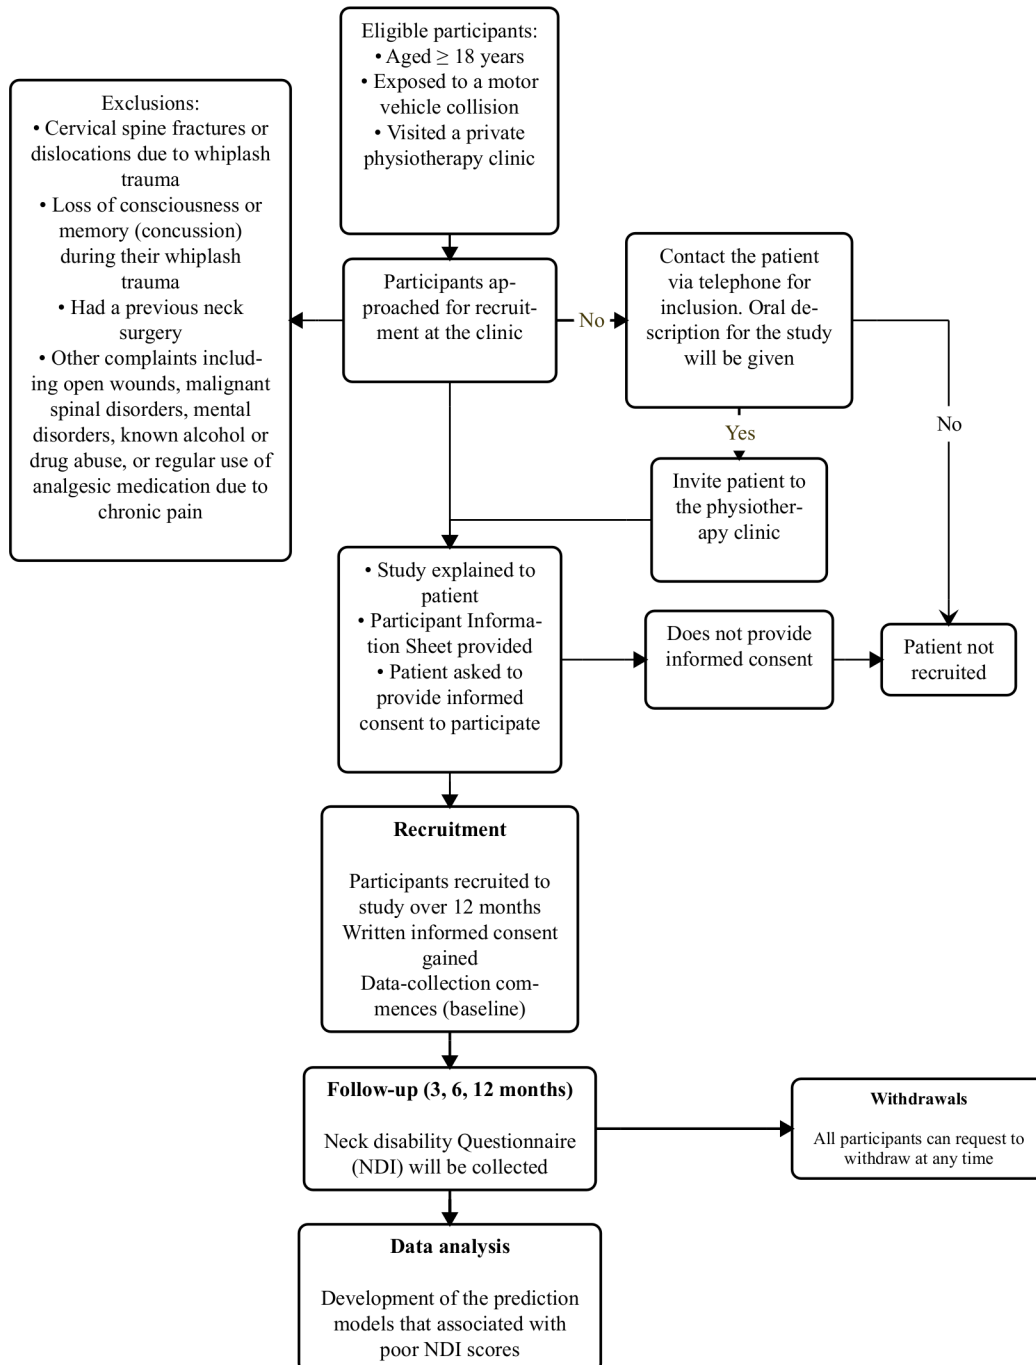 Eligible participants:
• Aged ≥ 18 years
• Exposed to a motor
vehicle collision
• Visited a private
physiotherapy clinic
Exclusions:
• Cervical spine fractures or
dislocations due to whiplash
trauma
• Loss of consciousness or
memory (concussion)
during their whiplash
trauma
• Had a previous neck
surgery
• Other complaints includ-
ing open wounds, malignant
spinal disorders, mental
disorders, known alcohol or
drug abuse, or regular use of
analgesic medication due to
chronic pain
Participants ap-
proached for recruit-
ment at the clinic
No
Contact the patient
via telephone for
inclusion. Oral de-
scription for the study
will be given
No
Yes
Invite patient to
the physiother-
apy clinic
• Study explained to
patient
• Participant Informa-
tion Sheet provided
• Patient asked to
provide informed
consent to participate
Does not provide
informed consent
Patient not
recruited
Recruitment
Participants recruited to
study over 12 months
Written informed consent
gained
Data-collection com-
mences (baseline)
Follow-up (3, 6, 12 months)
Neck disability Questionnaire
(NDI) will be collected
Withdrawals
All participants can request to
withdraw at any time
Data analysis
Development of the prediction
models that associated with
poor NDI scores